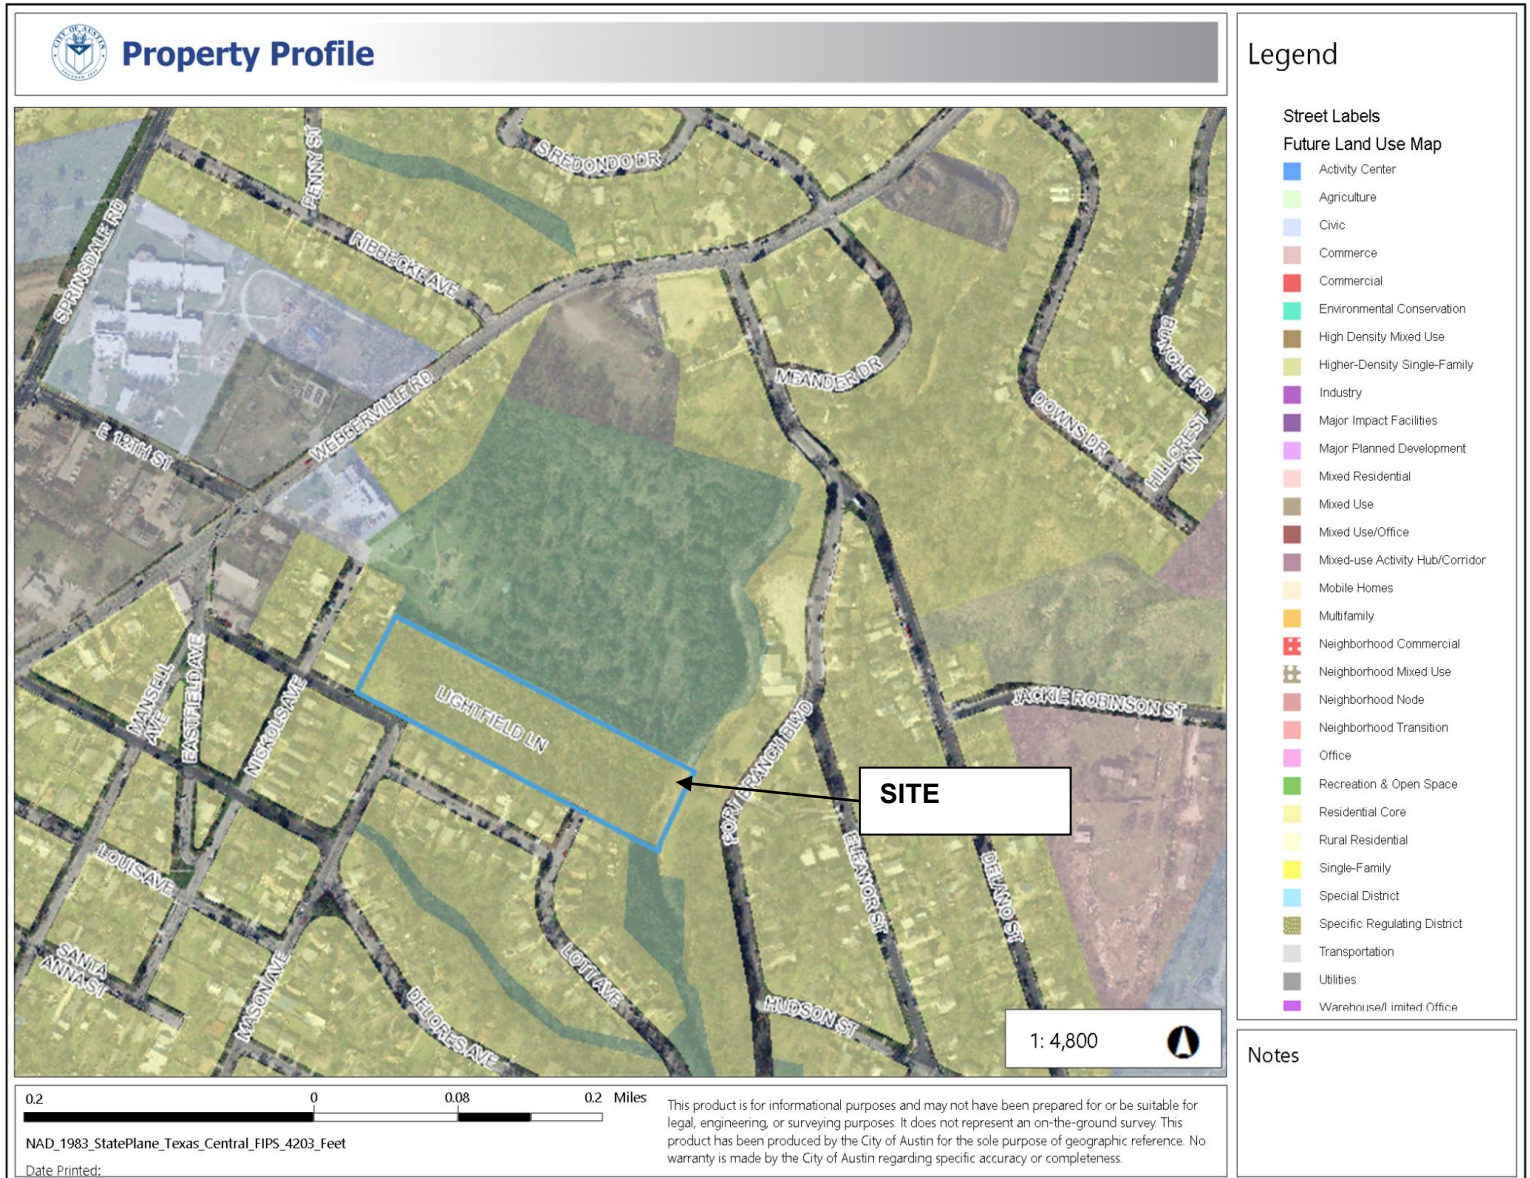 CITY OF AUSTIN
FOUNDED 1839
Property Profile
SPRINGDALE RD
PENNY ST
RIBBECKE AVE
S REDONDO DR
WEBBERVILLE RD
E 12TH ST
MEANDER DR
DOWNS DR
BLANCHE RD
HILLCREST
LN
MANSELL
AVE
EASTFIELD AVE
NICKOLS AVE
LIGHTFIELD LN
FORT BRANCH BLVD
JACKIE ROBINSON ST
SITE
ELEANOR ST
DELANO ST
LOUIS AVE
SANTA
ANNA ST
MASON AVE
DELORES AVE
LOTT AVE
HUDSON ST
1: 4,800
Legend
Street Labels
Future Land Use Map
Activity Center
Agriculture
Civic
Commerce
Commercial
Environmental Conservation
High Density Mixed Use
Higher-Density Single-Family
Industry
Major Impact Facilities
Major Planned Development
Mixed Residential
Mixed Use
Mixed Use/Office
Mixed-use Activity Hub/Corridor
Mobile Homes
Multifamily
Neighborhood Commercial
Neighborhood Mixed Use
Neighborhood Node
Neighborhood Transition
Office
Recreation & Open Space
Residential Core
Rural Residential
Single-Family
Special District
Specific Regulating District
Transportation
Utilities
Warehouse/Limited Office
Notes
0.2 0 0.08 0.2 Miles
NAD_1983_StatePlane_Texas_Central_FIPS_4203_Feet
Date Printed:
This product is for informational purposes and may not have been prepared for or be suitable for
legal, engineering, or surveying purposes. It does not represent an on-the-ground survey. This
product has been produced by the City of Austin for the sole purpose of geographic reference. No
warranty is made by the City of Austin regarding specific accuracy or completeness.